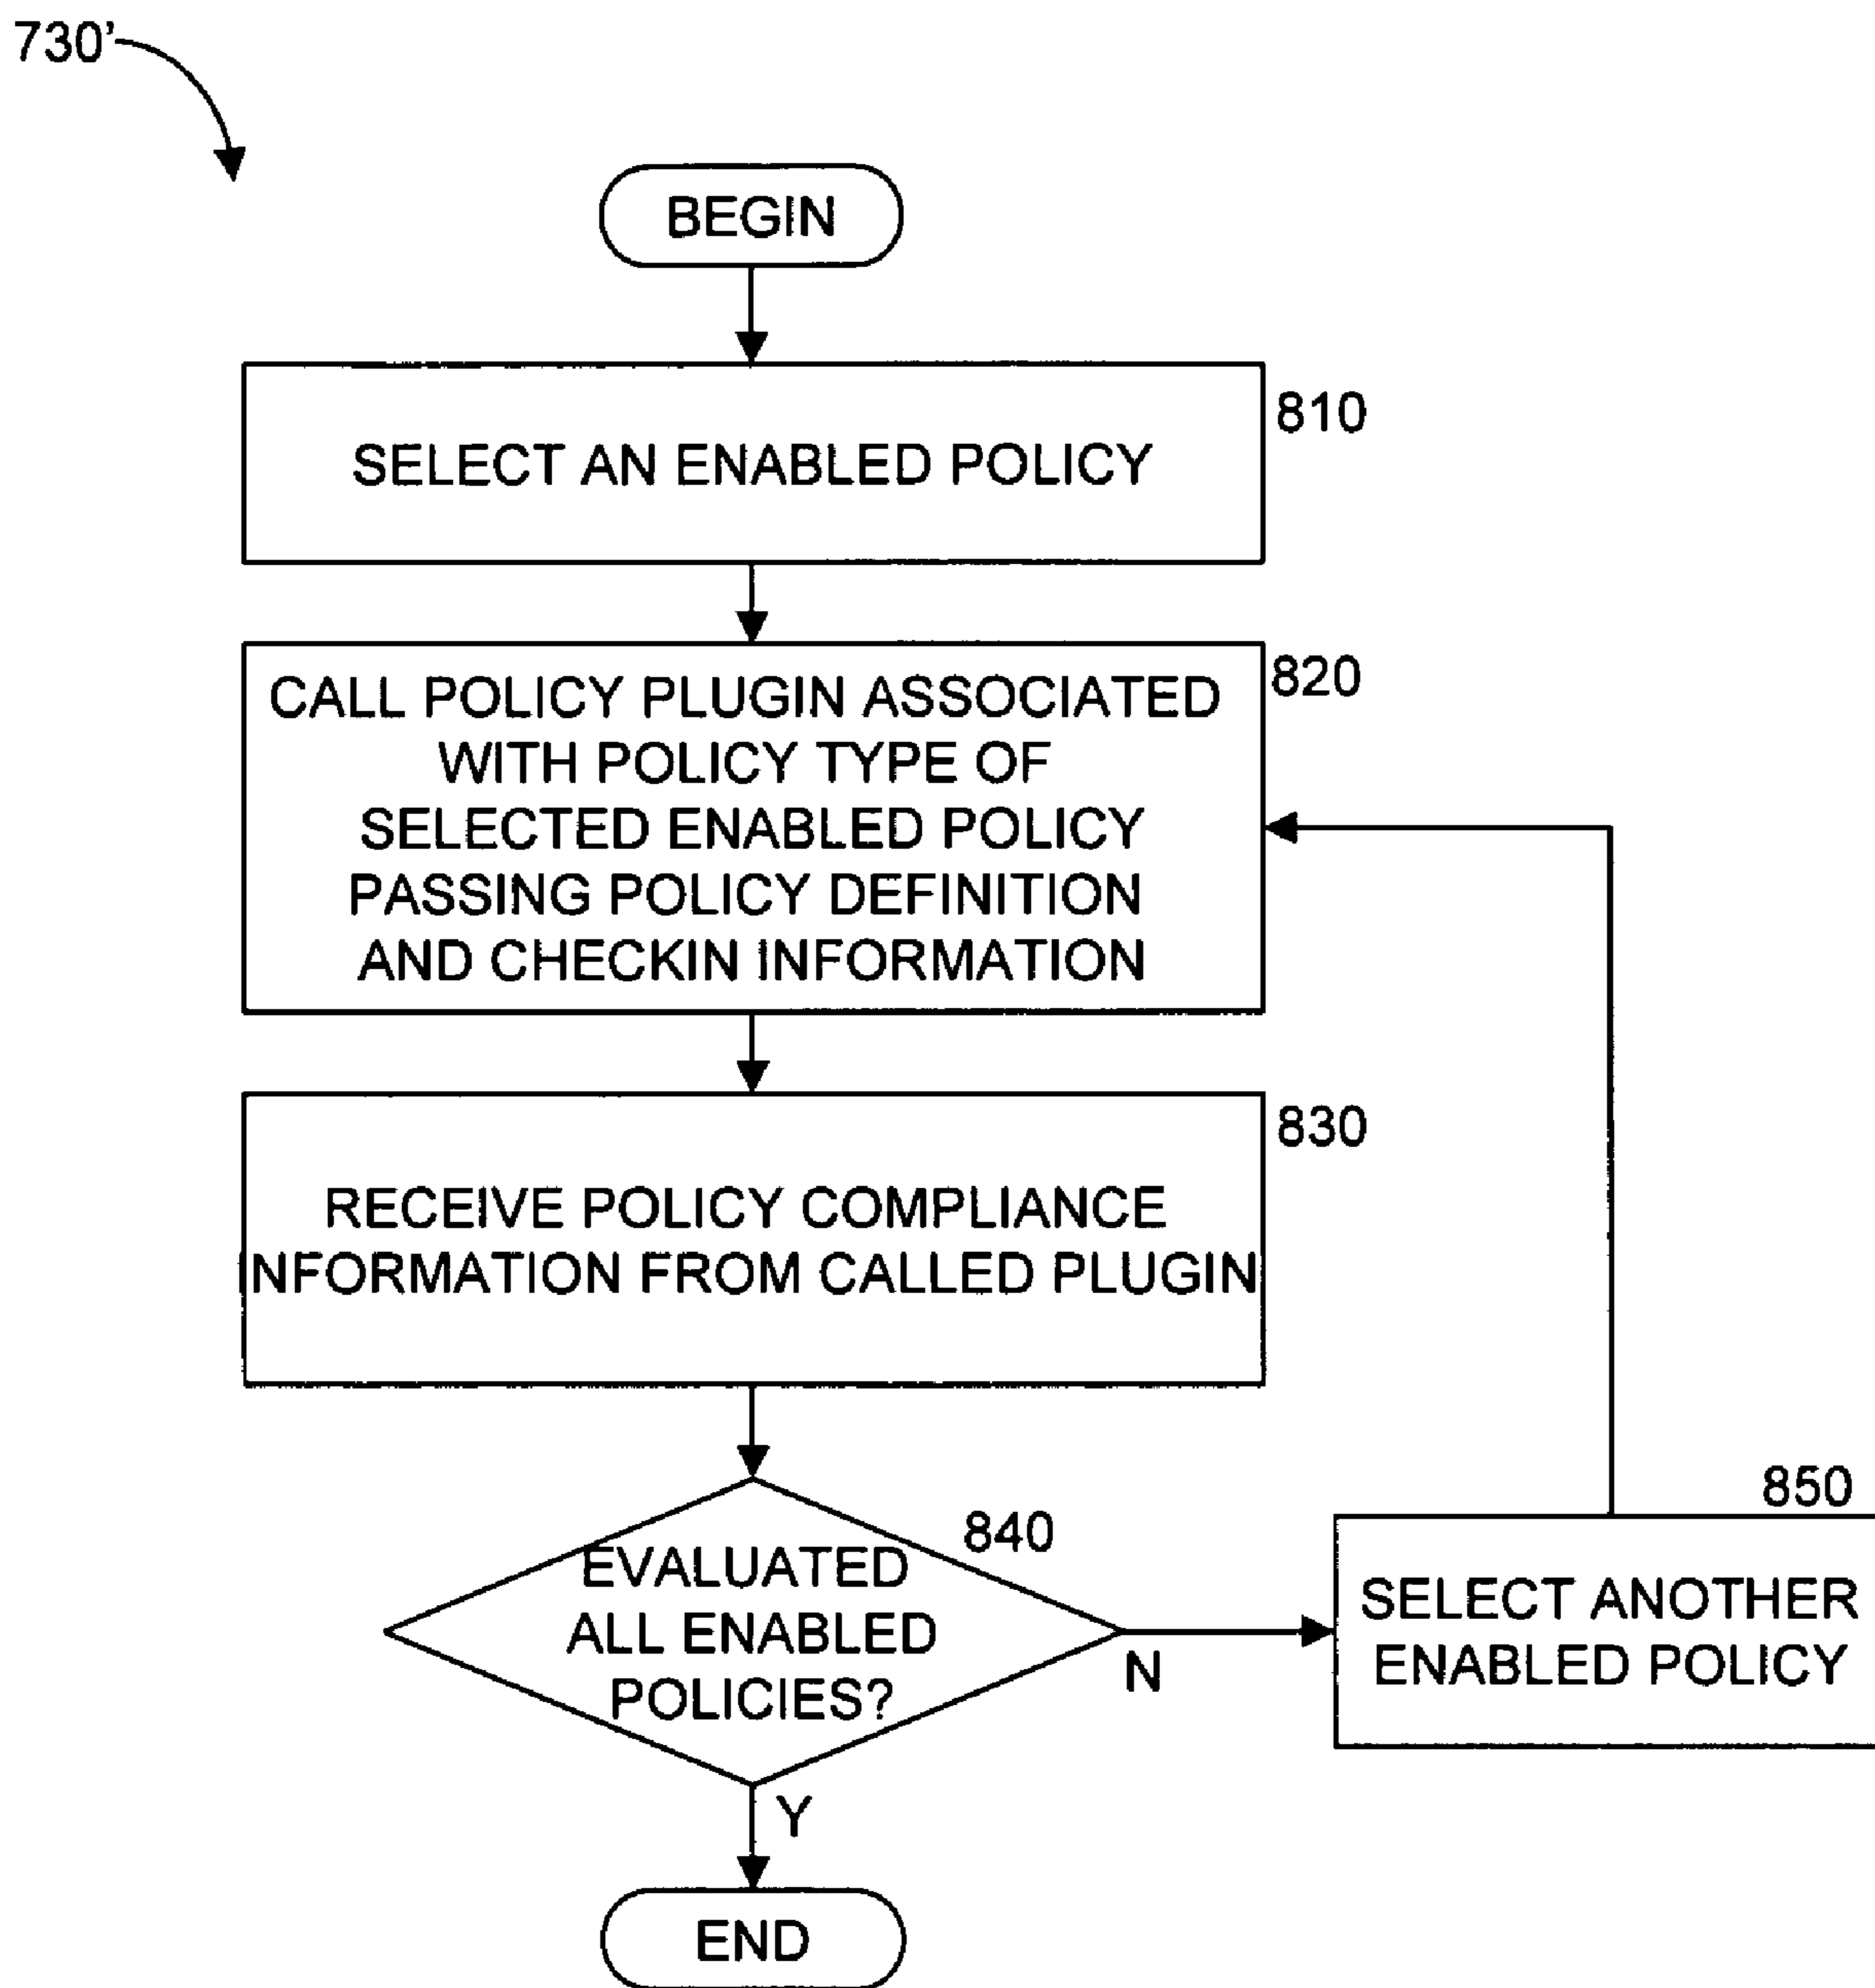 730'
BEGIN
810
SELECT AN ENABLED POLICY
820
CALL POLICY PLUGIN ASSOCIATED
WITH POLICY TYPE OF
SELECTED ENABLED POLICY
PASSING POLICY DEFINITION
AND CHECKIN INFORMATION
830
RECEIVE POLICY COMPLIANCE
INFORMATION FROM CALLED PLUGIN
840
EVALUATED
ALL ENABLED
POLICIES?
N
850
SELECT ANOTHER
ENABLED POLICY
Y
END